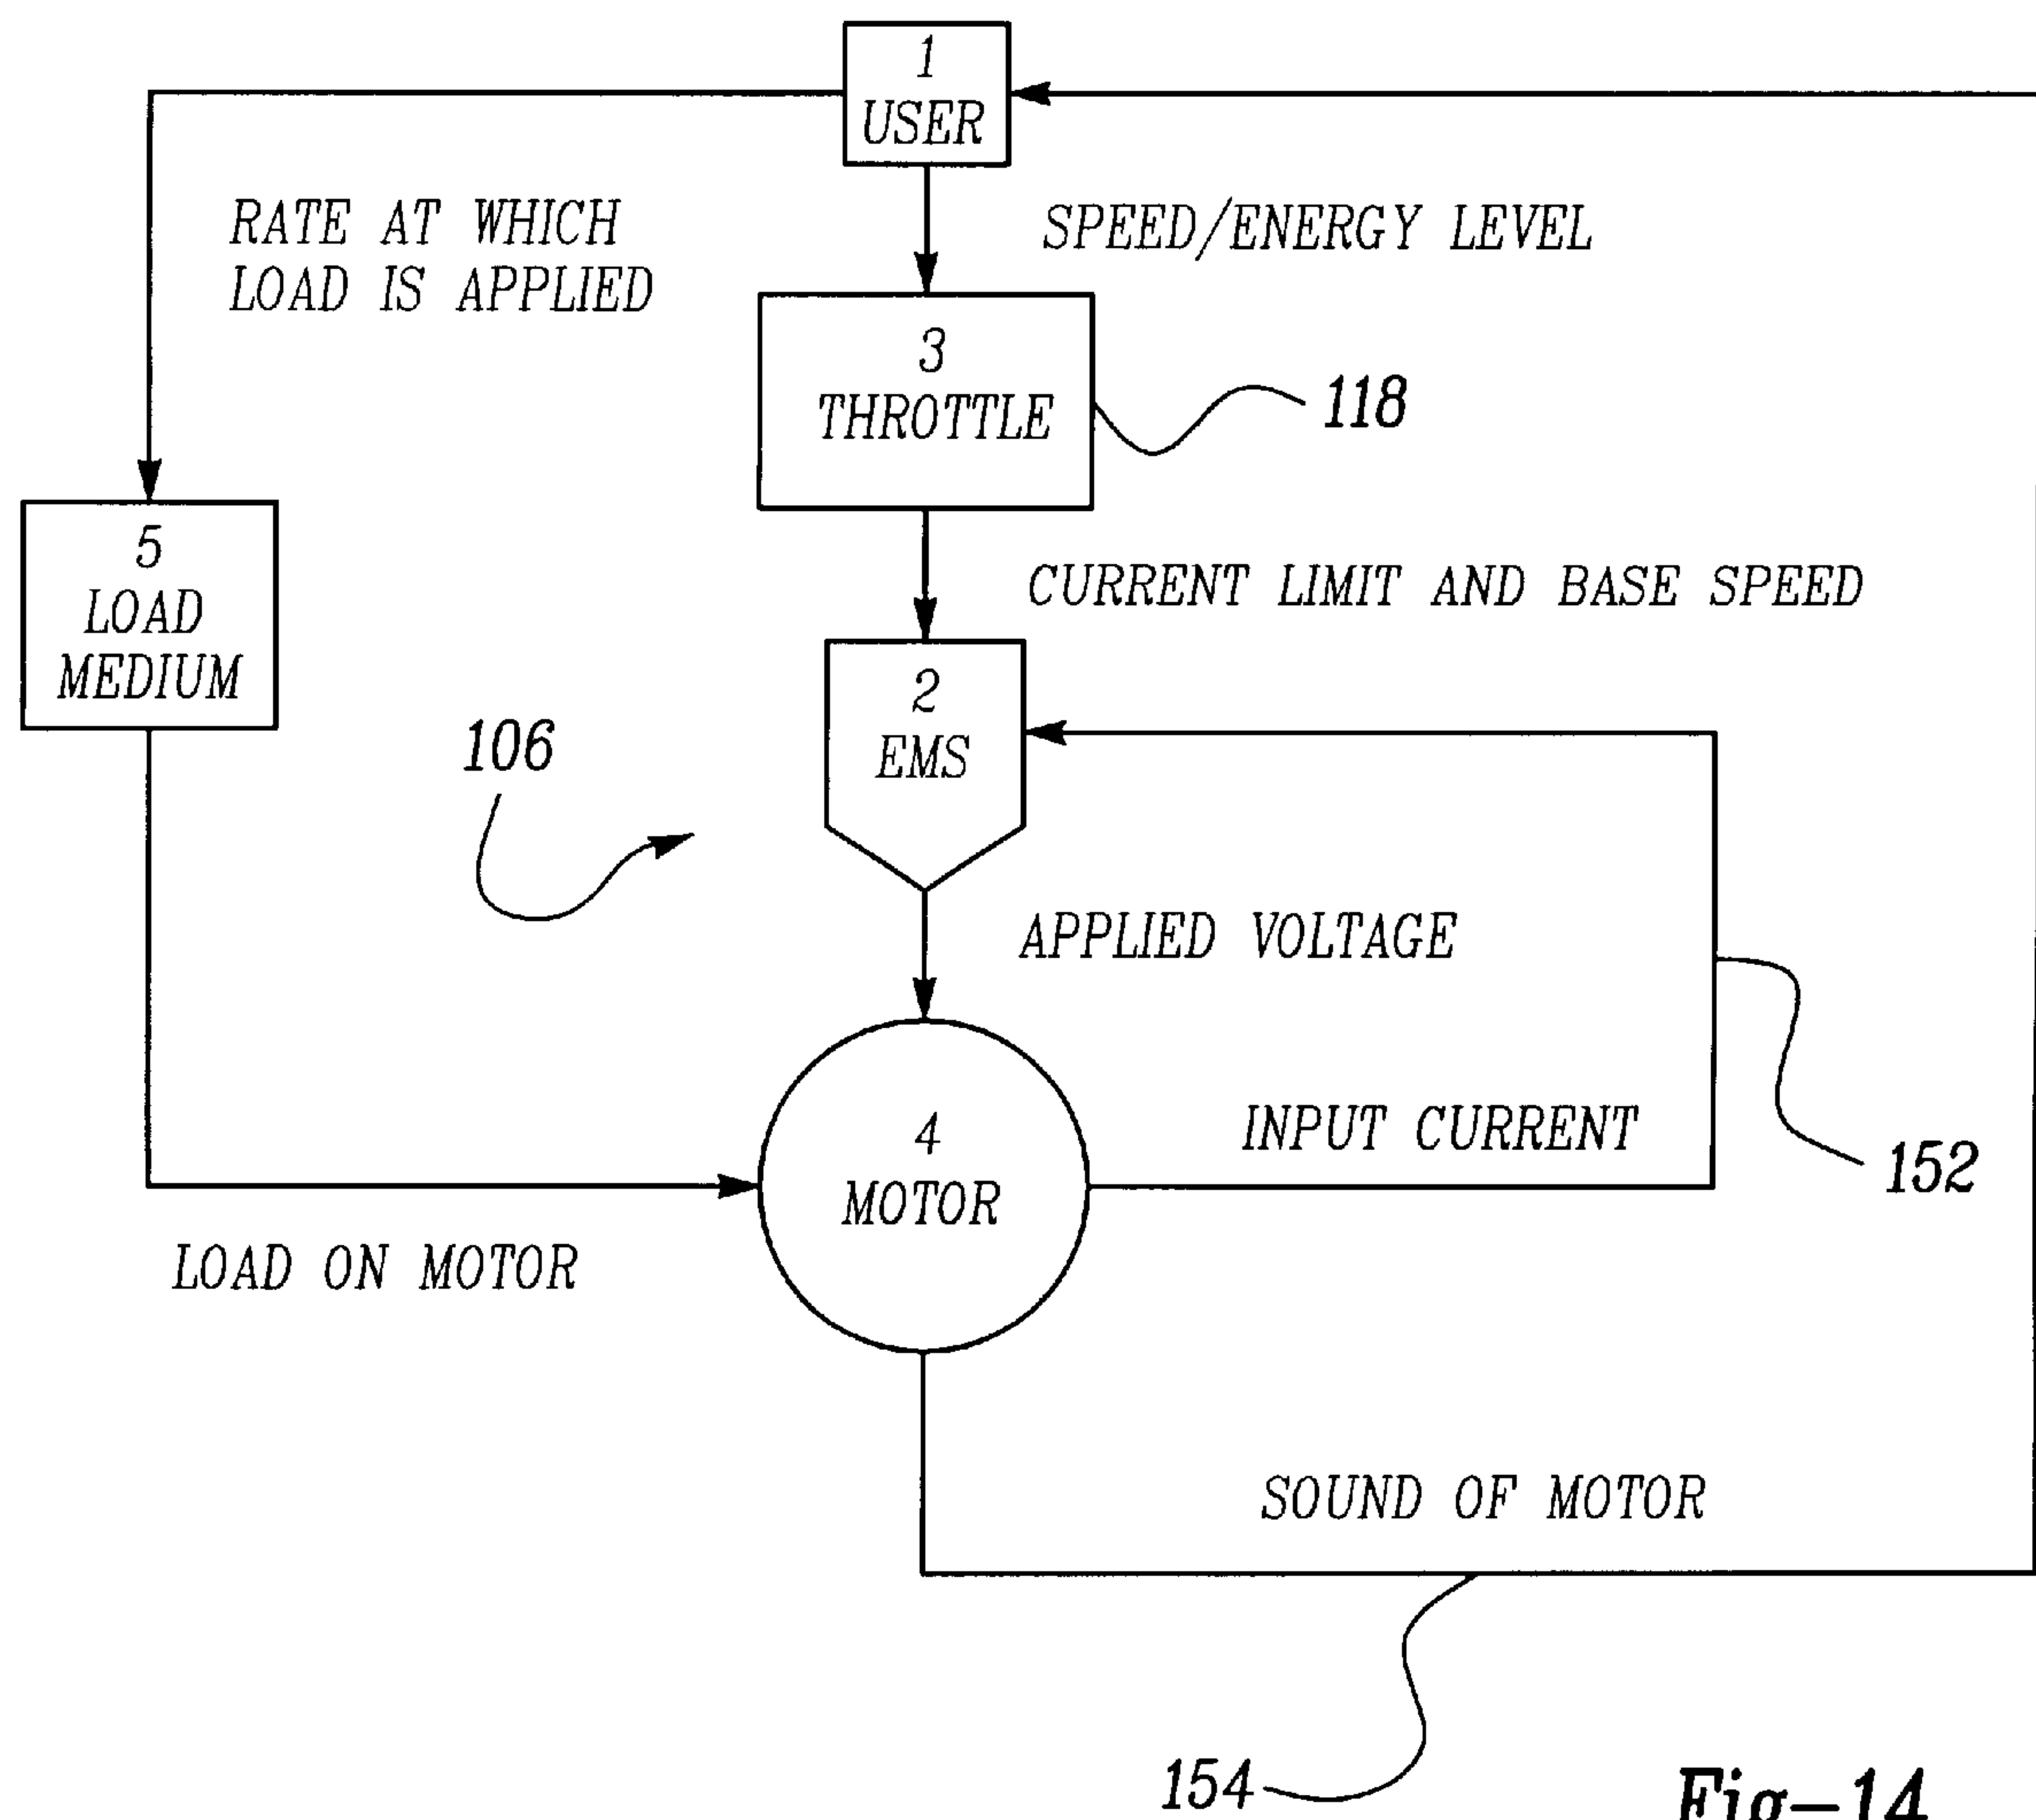 1
USER
RATE AT WHICH
LOAD IS APPLIED
SPEED/ENERGY LEVEL
3
THROTTLE
118
5
LOAD
MEDIUM
CURRENT LIMIT AND BASE SPEED
2
EMS
106
APPLIED VOLTAGE
4
MOTOR
INPUT CURRENT
152
LOAD ON MOTOR
SOUND OF MOTOR
154
Fig-14